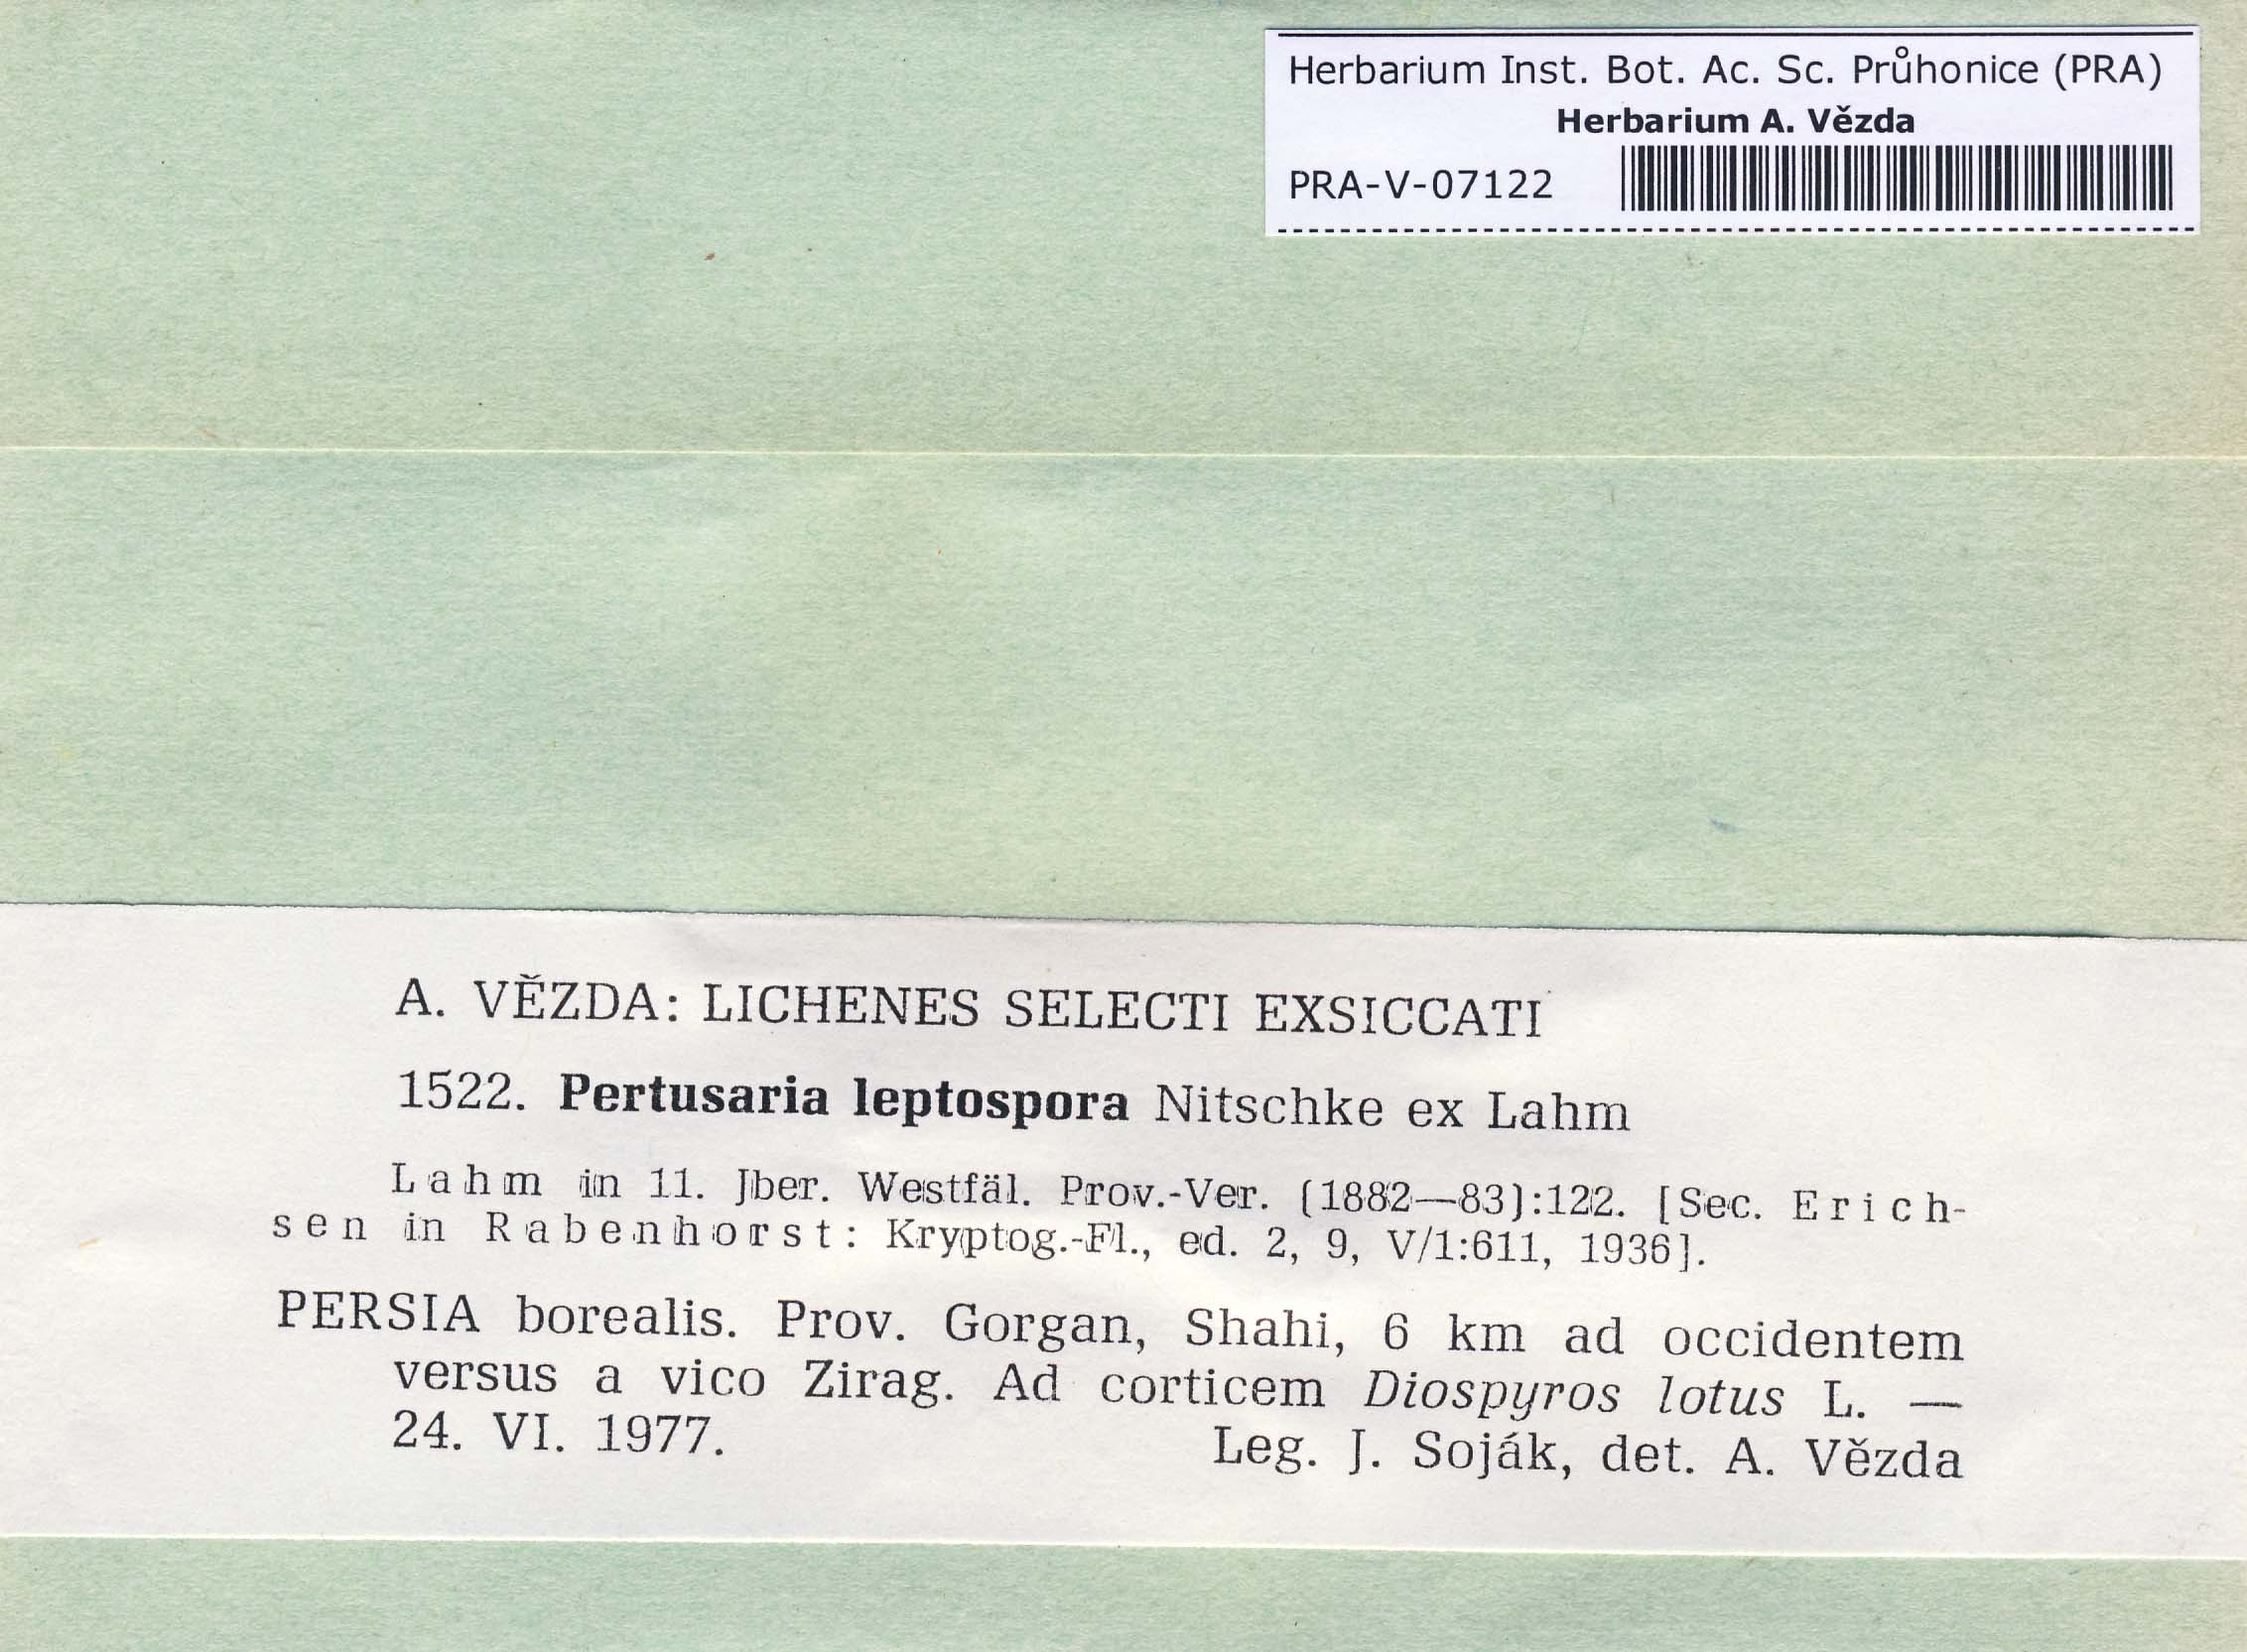 Herbarium Inst. Bot. Ac. Sc. Průhonice (PRA)
Herbarium A. Vězda
PRA-V-07122
A. VĚZDA: LICHENES SELECTI EXSICCATI
1522. Pertusaria leptospora Nitschke ex Lahm
Lahm in 11. Jber. Westfäl. Prov.-Ver. (1882—83):122. [Sec. Erich-
sen in Rabenhorst: Kryptog.-Fl., ed. 2, 9, V/1:611, 1936].
PERSIA borealis. Prov. Gorgan, Shahi, 6 km ad occidentem
versus a vico Zirag. Ad corticem Diospyros lotus L. —
24. VI. 1977. Leg. J. Soják, det. A. Vězda